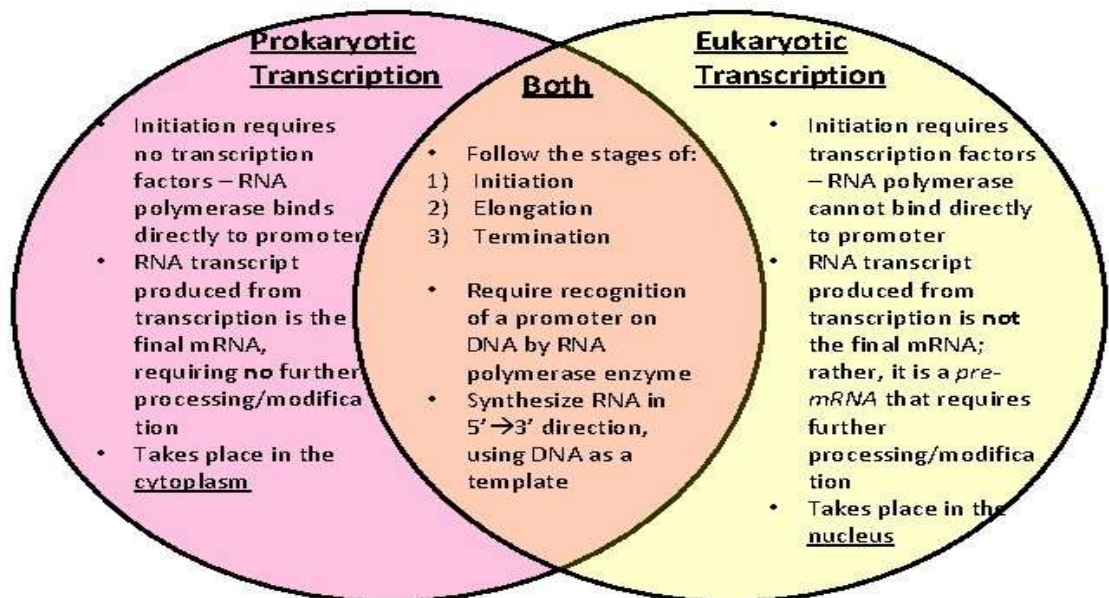 Prokaryotic
Transcription
• Initiation requires
no transcription
factors – RNA
polymerase binds
directly to promoter
• RNA transcript
produced from
transcription is the
final mRNA,
requiring no further
processing/modifica
tion
• Takes place in the
cytoplasm
Both
• Follow the stages of:
1) Initiation
2) Elongation
3) Termination
• Require recognition
of a promoter on
DNA by RNA
polymerase enzyme
• Synthesize RNA in
5’→3’ direction,
using DNA as a
template
Eukaryotic
Transcription
• Initiation requires
transcription factors
– RNA polymerase
cannot bind directly
to promoter
• RNA transcript
produced from
transcription is not
the final mRNA;
rather, it is a pre-
mRNA that requires
further
processing/modifica
tion
• Takes place in the
nucleus